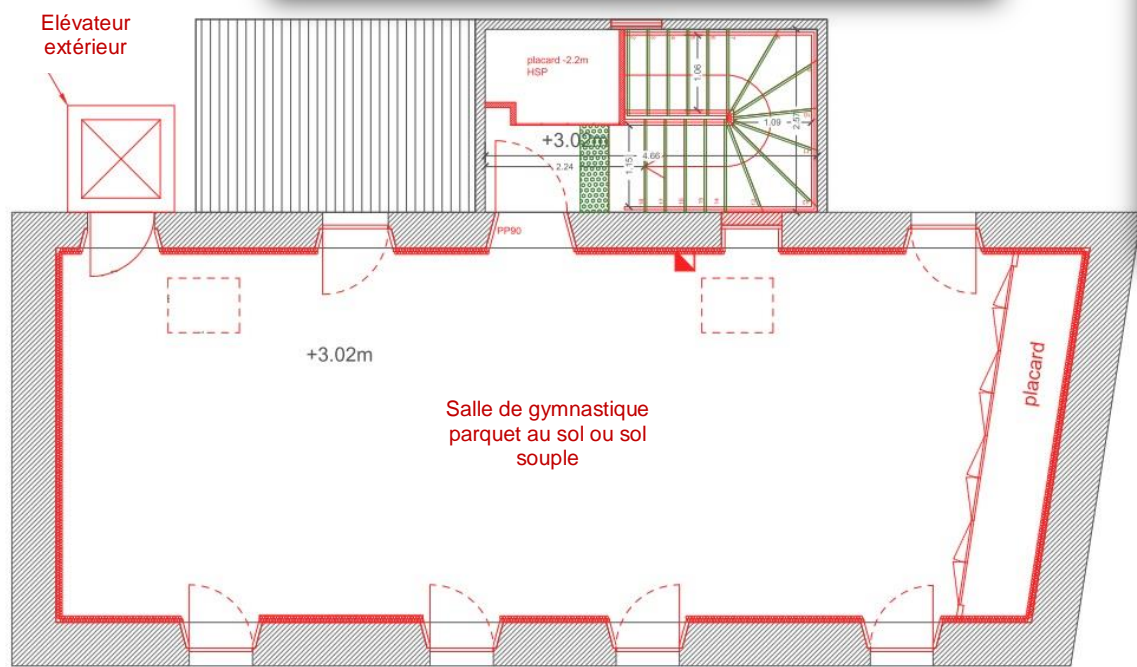 Elévateur
extérieur
placard -2.2m
HSP
1.06
1.09
2.57
+3.02m
1.15
4.66
2.24
PP90
+3.02m
placard
Salle de gymnastique
parquet au sol ou sol
souple